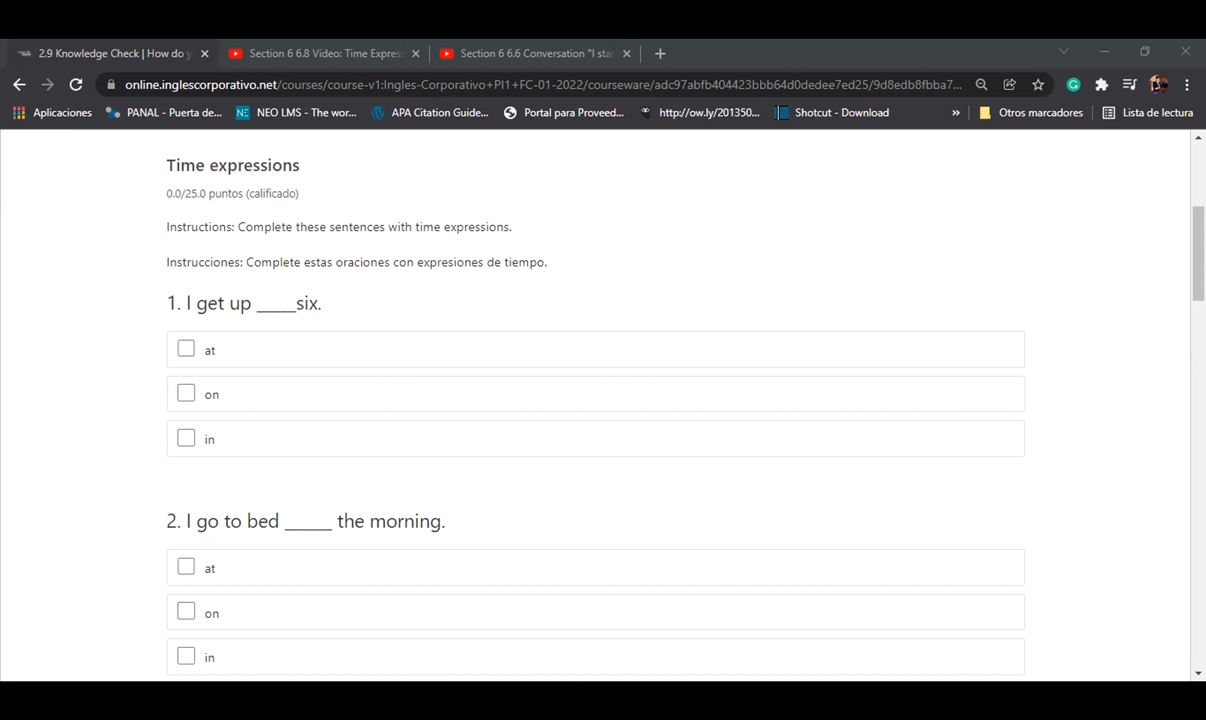 2.9 Knowledge Check | How do y
Section 6 6.8 Video: Time Expres
Section 6 6.6 Conversation "I sta
online.inglescorporativo.net/courses/course-v1:Ingles-Corporativo+PI1+FC-01-2022/courseware/adc97abfb404423bbb64d0dedee7ed25/9d8edb8fbba7...
Aplicaciones
PANAL - Puerta de...
NEO LMS - The wor...
APA Citation Guide...
Portal para Proveed...
http://ow.ly/201350...
Shotcut - Download
»
Otros marcadores
Lista de lectura
Time expressions
0.0/25.0 puntos (calificado)
Instructions: Complete these sentences with time expressions.
Instrucciones: Complete estas oraciones con expresiones de tiempo.
1. I get up ____six.
at
on
in
2. I go to bed _____ the morning.
at
on
in